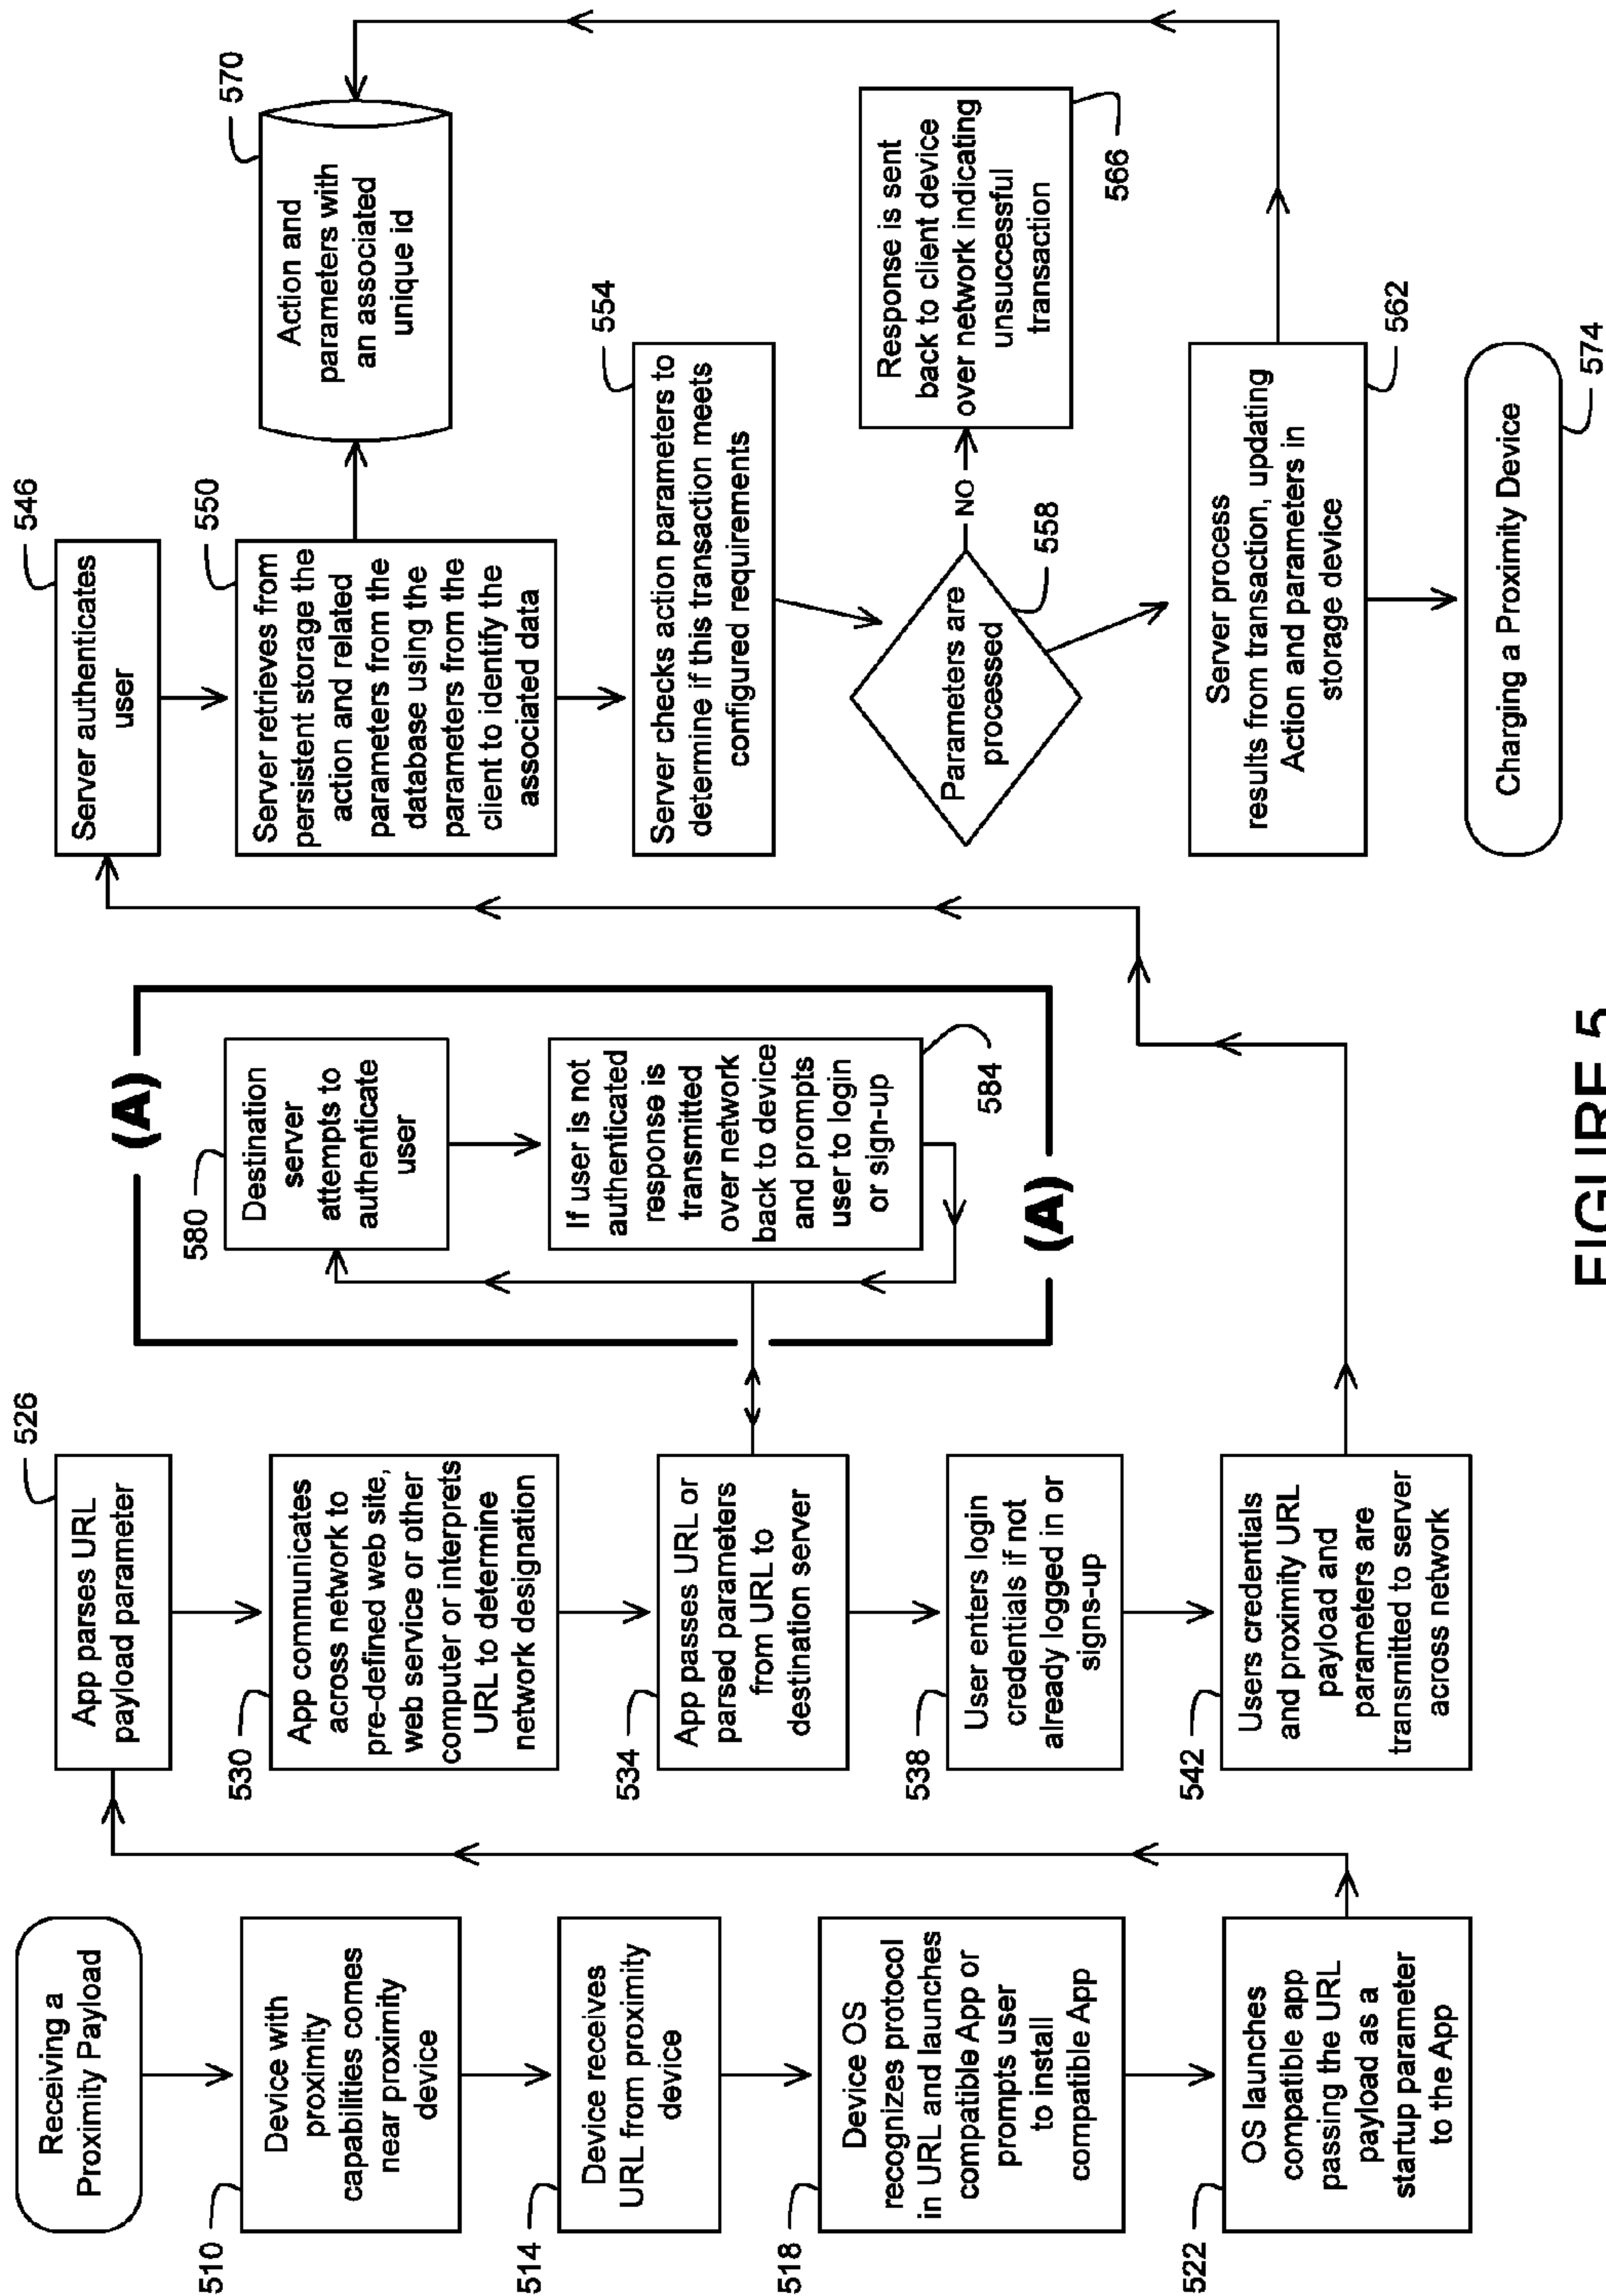 Receiving a
Proximity Payload
510
Device with
proximity
capabilities comes
near proximity
device
514
Device receives
URL from proximity
device
518
Device OS
recognizes protocol
in URL and launches
compatible App or
prompts user
to install
compatible App
522
OS launches
compatible app
passing the URL
payload as a
startup parameter
to the App
526
App parses URL
payload parameter
530
App communicates
across network to
pre-defined web site,
web service or other
computer or interprets
URL to determine
network designation
534
App passes URL or
parsed parameters
from URL to
destination server
538
User enters login
credentials if not
already logged in or
signs-up
542
Users credentials
and proximity URL
payload and
parameters are
transmitted to server
across network
(A)
580
Destination
server
attempts to
authenticate
user
If user is not
authenticated
response is
transmitted
over network
back to device
and prompts
user to login
or sign-up
584
(A)
546
Server authenticates
user
550
Server retrieves from
persistent storage the
action and related
parameters from the
database using the
parameters from the
client to identify the
associated data
570
Action and
parameters with
an associated
unique id
554
Server checks action parameters to
determine if this transaction meets
configured requirements
Parameters are
processed
558
NO
Response is sent
back to client device
over network indicating
unsuccessful
transaction
566
Server process
results from transaction, updating
Action and parameters in
storage device
562
Charging a Proximity Device
574
FIGURE 5